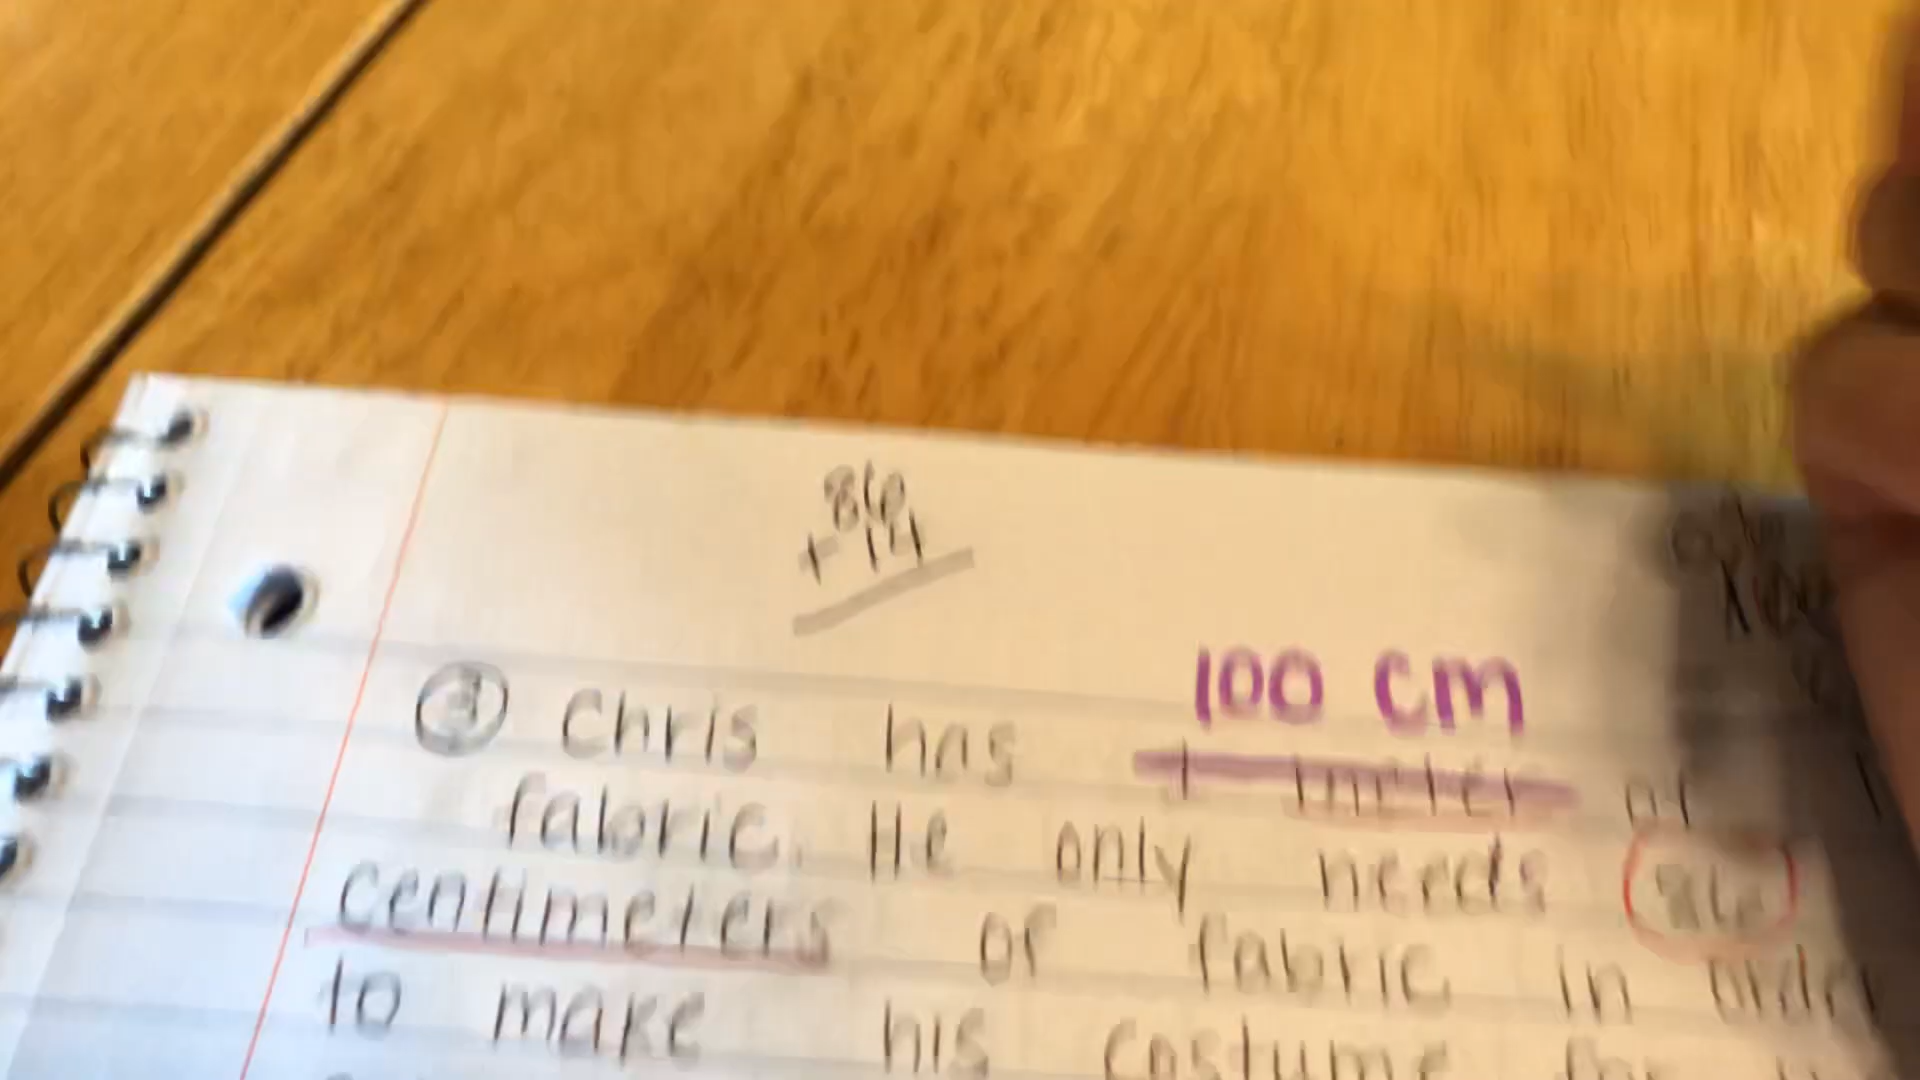 86
+ 14
100 cm
Chris has 1 meter of
fabric. He only needs 86
centimeters of fabric in order
to make his costume for